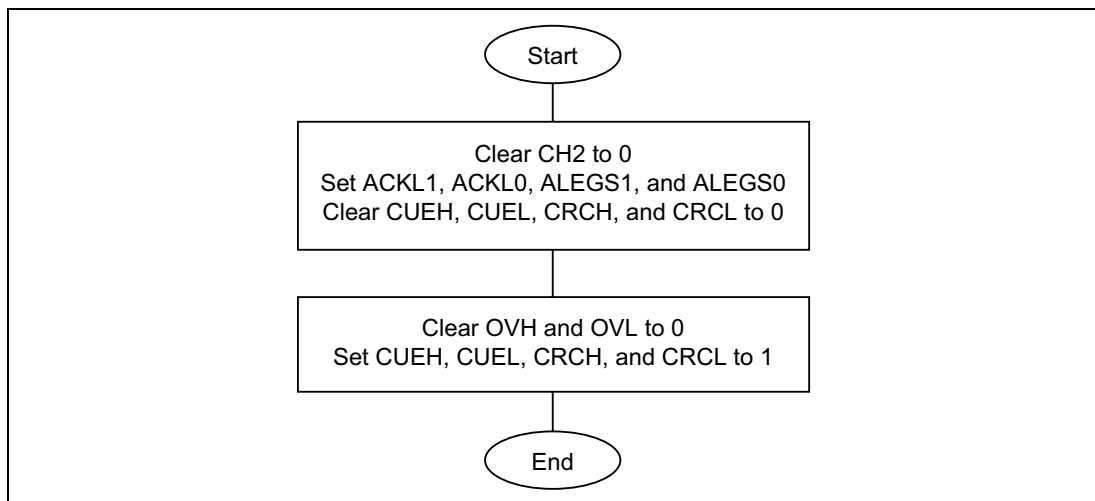 Start
Clear CH2 to 0
Set ACKL1, ACKL0, ALEGS1, and ALEGS0
Clear CUEH, CUEL, CRCH, and CRCL to 0
Clear OVH and OVL to 0
Set CUEH, CUEL, CRCH, and CRCL to 1
End